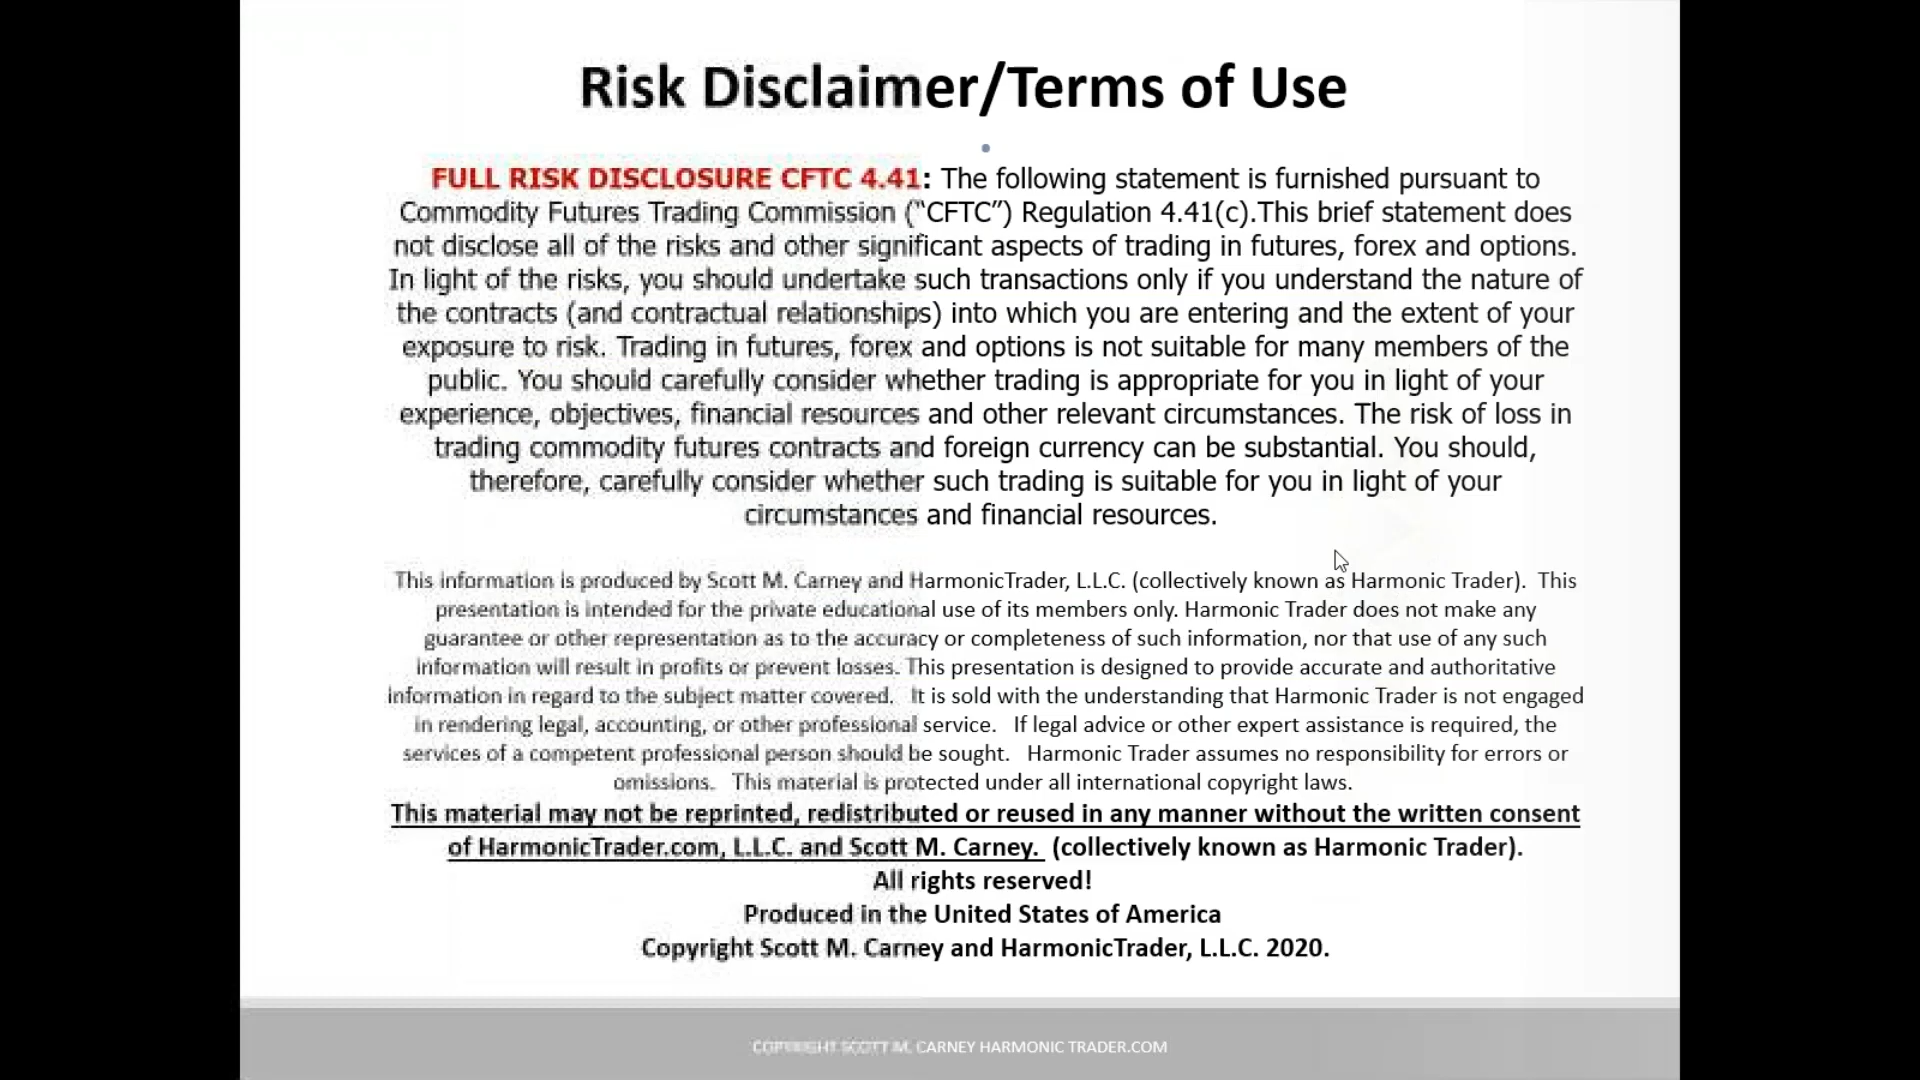 Risk Disclaimer/Terms of Use
FULL RISK DISCLOSURE CFTC 4.41: The following statement is furnished pursuant to
Commodity Futures Trading Commission (“CFTC”) Regulation 4.41(c).This brief statement does
not disclose all of the risks and other significant aspects of trading in futures, forex and options.
In light of the risks, you should undertake such transactions only if you understand the nature of
the contracts (and contractual relationships) into which you are entering and the extent of your
exposure to risk. Trading in futures, forex and options is not suitable for many members of the
public. You should carefully consider whether trading is appropriate for you in light of your
experience, objectives, financial resources and other relevant circumstances. The risk of loss in
trading commodity futures contracts and foreign currency can be substantial. You should,
therefore, carefully consider whether such trading is suitable for you in light of your
circumstances and financial resources.
This information is produced by Scott M. Carney and HarmonicTrader, L.L.C. (collectively known as Harmonic Trader).  This
presentation is intended for the private educational use of its members only. Harmonic Trader does not make any
guarantee or other representation as to the accuracy or completeness of such information, nor that use of any such
information will result in profits or prevent losses. This presentation is designed to provide accurate and authoritative
information in regard to the subject matter covered.   It is sold with the understanding that Harmonic Trader is not engaged
in rendering legal, accounting, or other professional service.   If legal advice or other expert assistance is required, the
services of a competent professional person should be sought.   Harmonic Trader assumes no responsibility for errors or
omissions.   This material is protected under all international copyright laws.
This material may not be reprinted, redistributed or reused in any manner without the written consent
of HarmonicTrader.com, L.L.C. and Scott M. Carney.  (collectively known as Harmonic Trader).
All rights reserved!
Produced in the United States of America
Copyright Scott M. Carney and HarmonicTrader, L.L.C. 2020.
COPYRIGHT SCOTT M. CARNEY HARMONIC TRADER.COM